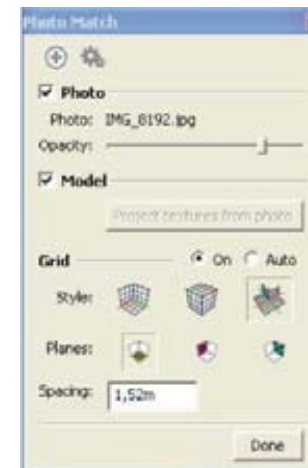 Photo Match
Photo
Photo: IMG_8192.jpg
Opacity:
Model
Project textures from photo
Grid On Auto
Style:
Planes:
Spacing: 1,52m
Done